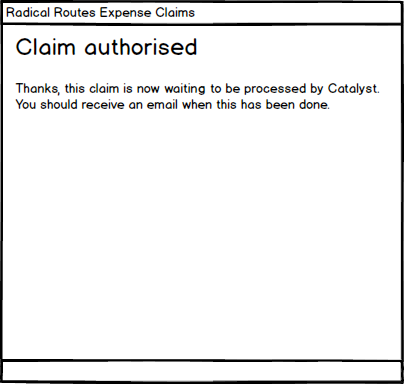 Radical Routes Expense Claims
Claim authorised
Thanks, this claim is now waiting to be processed by Catalyst.
You should receive an email when this has been done.